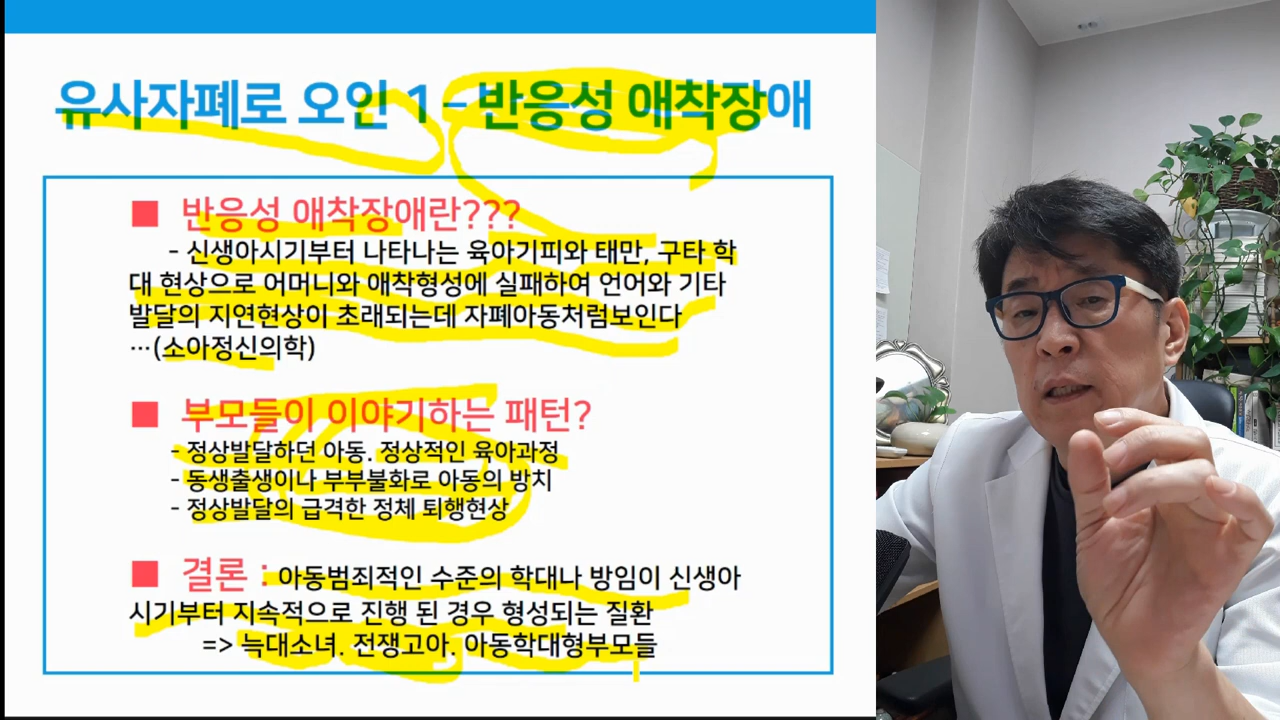 유사자폐로 오인 1 - 반응성 애착장애
■ 반응성 애착장애란???
- 신생아시기부터 나타나는 육아기피와 태만, 구타 학
대 현상으로 어머니와 애착형성에 실패하여 언어와 기타
발달의 지연현상이 초래되는데 자폐아동처럼보인다
…(소아정신의학)
■ 부모들이 이야기하는 패턴?
- 정상발달하던 아동. 정상적인 육아과정
- 동생출생이나 부부불화로 아동의 방치
- 정상발달의 급격한 정체 퇴행현상
■ 결론 : 아동범죄적인 수준의 학대나 방임이 신생아
시기부터 지속적으로 진행 된 경우 형성되는 질환
=> 늑대소녀. 전쟁고아. 아동학대형부모들